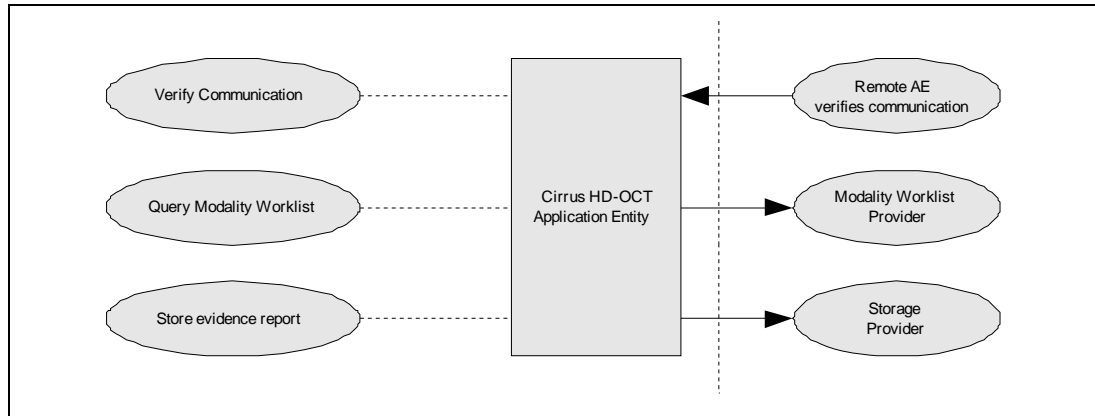 Verify Communication
Remote AE
verifies communication
Query Modality Worklist
Cirrus HD-OCT
Application Entity
Modality Worklist
Provider
Store evidence report
Storage
Provider